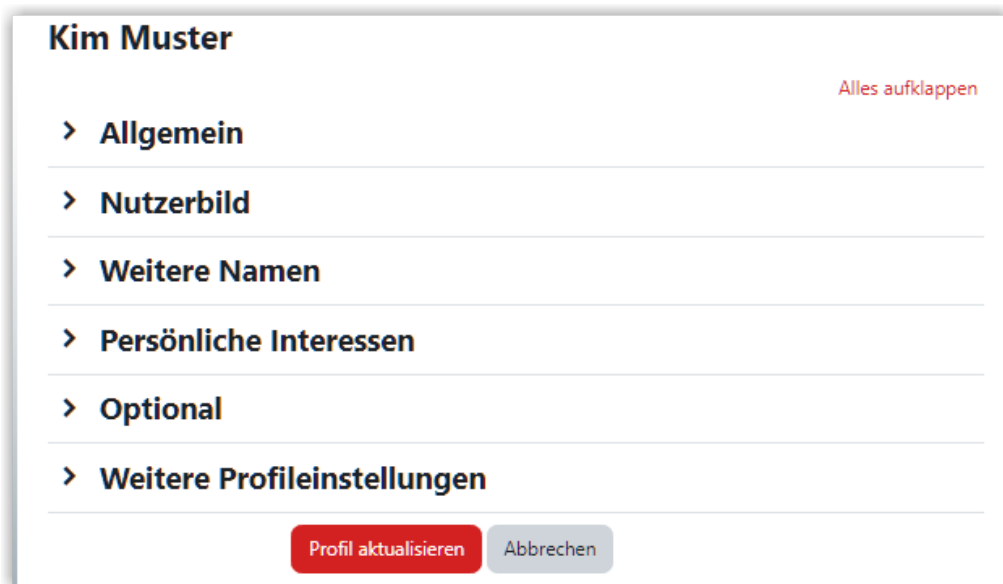 Kim Muster
Alles aufklappen
Allgemein
Nutzerbild
Weitere Namen
Persönliche Interessen
Optional
Weitere Profileinstellungen
Profil aktualisieren Abbrechen